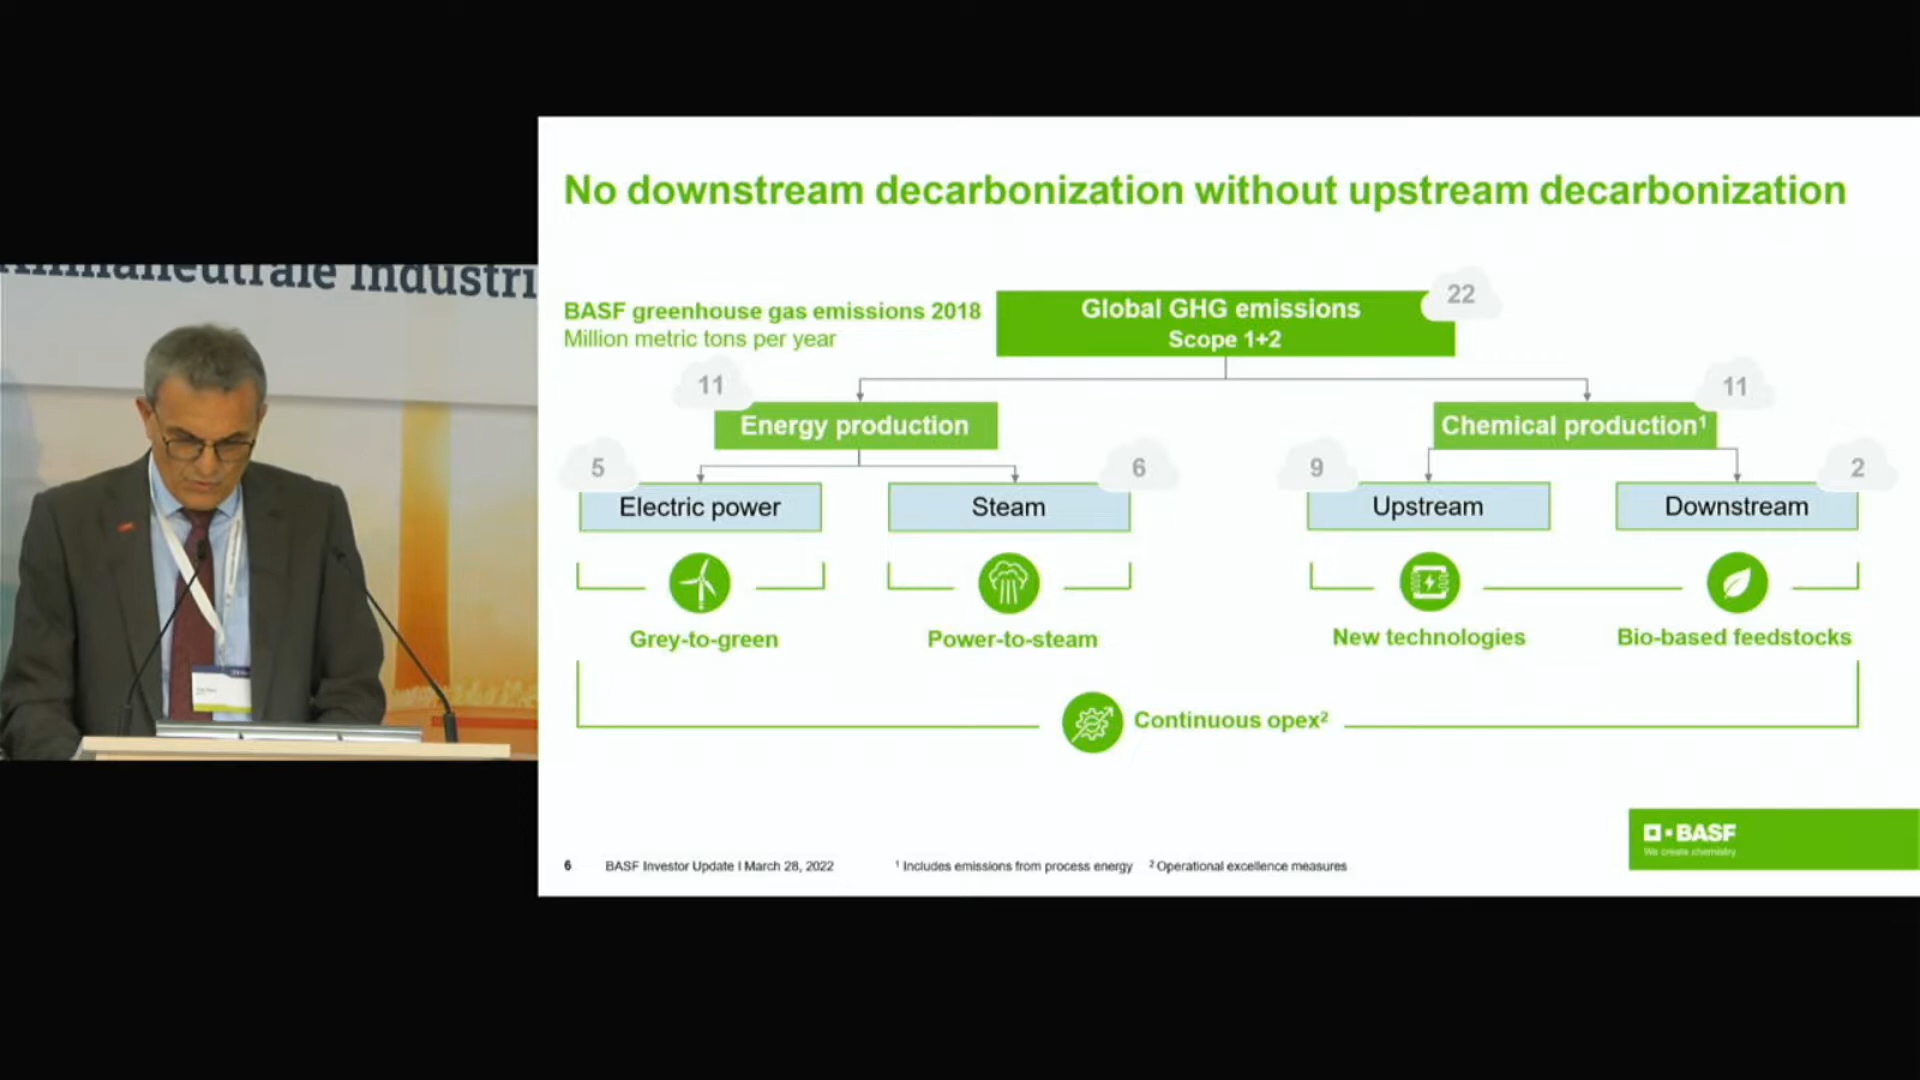 Industri
No downstream decarbonization without upstream decarbonization
BASF greenhouse gas emissions 2018
Million metric tons per year
Global GHG emissions
Scope 1+2
22
11
Energy production
11
Chemical production¹
5
Electric power
6
Steam
9
Upstream
2
Downstream
Grey-to-green
Power-to-steam
New technologies
Bio-based feedstocks
Continuous opex²
BASF
We create chemistry
6
BASF Investor Update I March 28, 2022
¹ Includes emissions from process energy
² Operational excellence measures